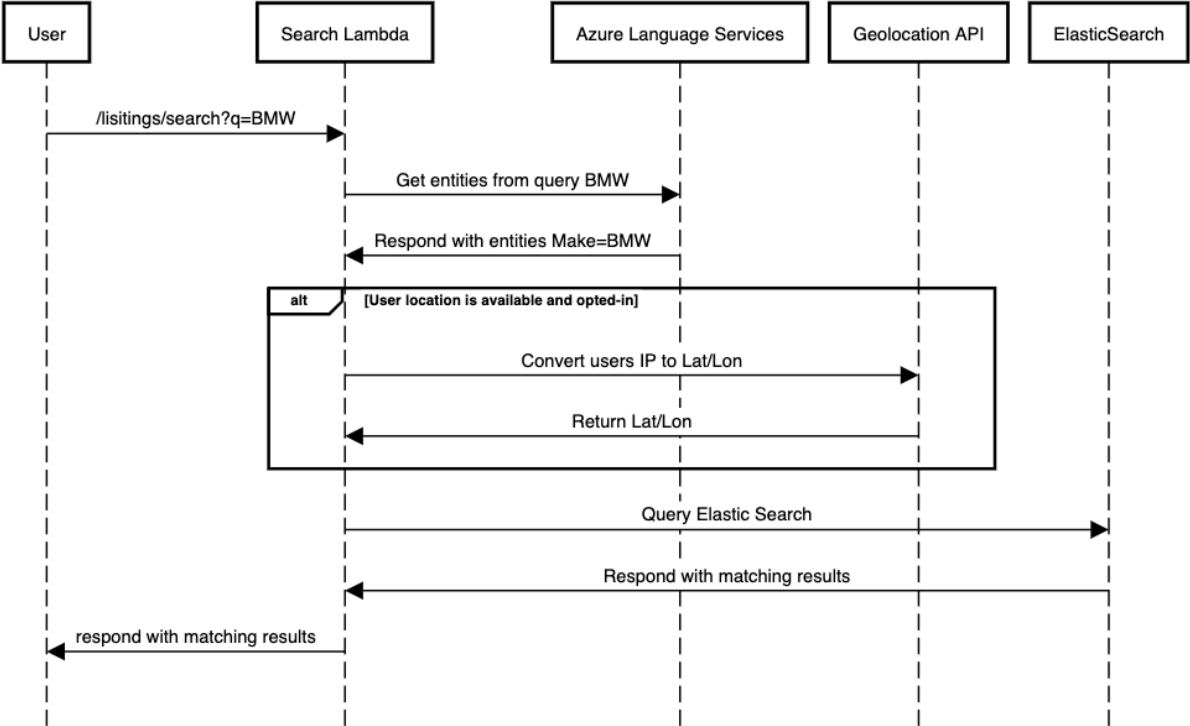 User
Search Lambda
Azure Language Services
Geolocation API
ElasticSearch
/lisitings/search?q=BMW
Get entities from query BMW
Respond with entities Make=BMW
alt
[User location is available and opted-in]
Convert users IP to Lat/Lon
Return Lat/Lon
Query Elastic Search
Respond with matching results
respond with matching results